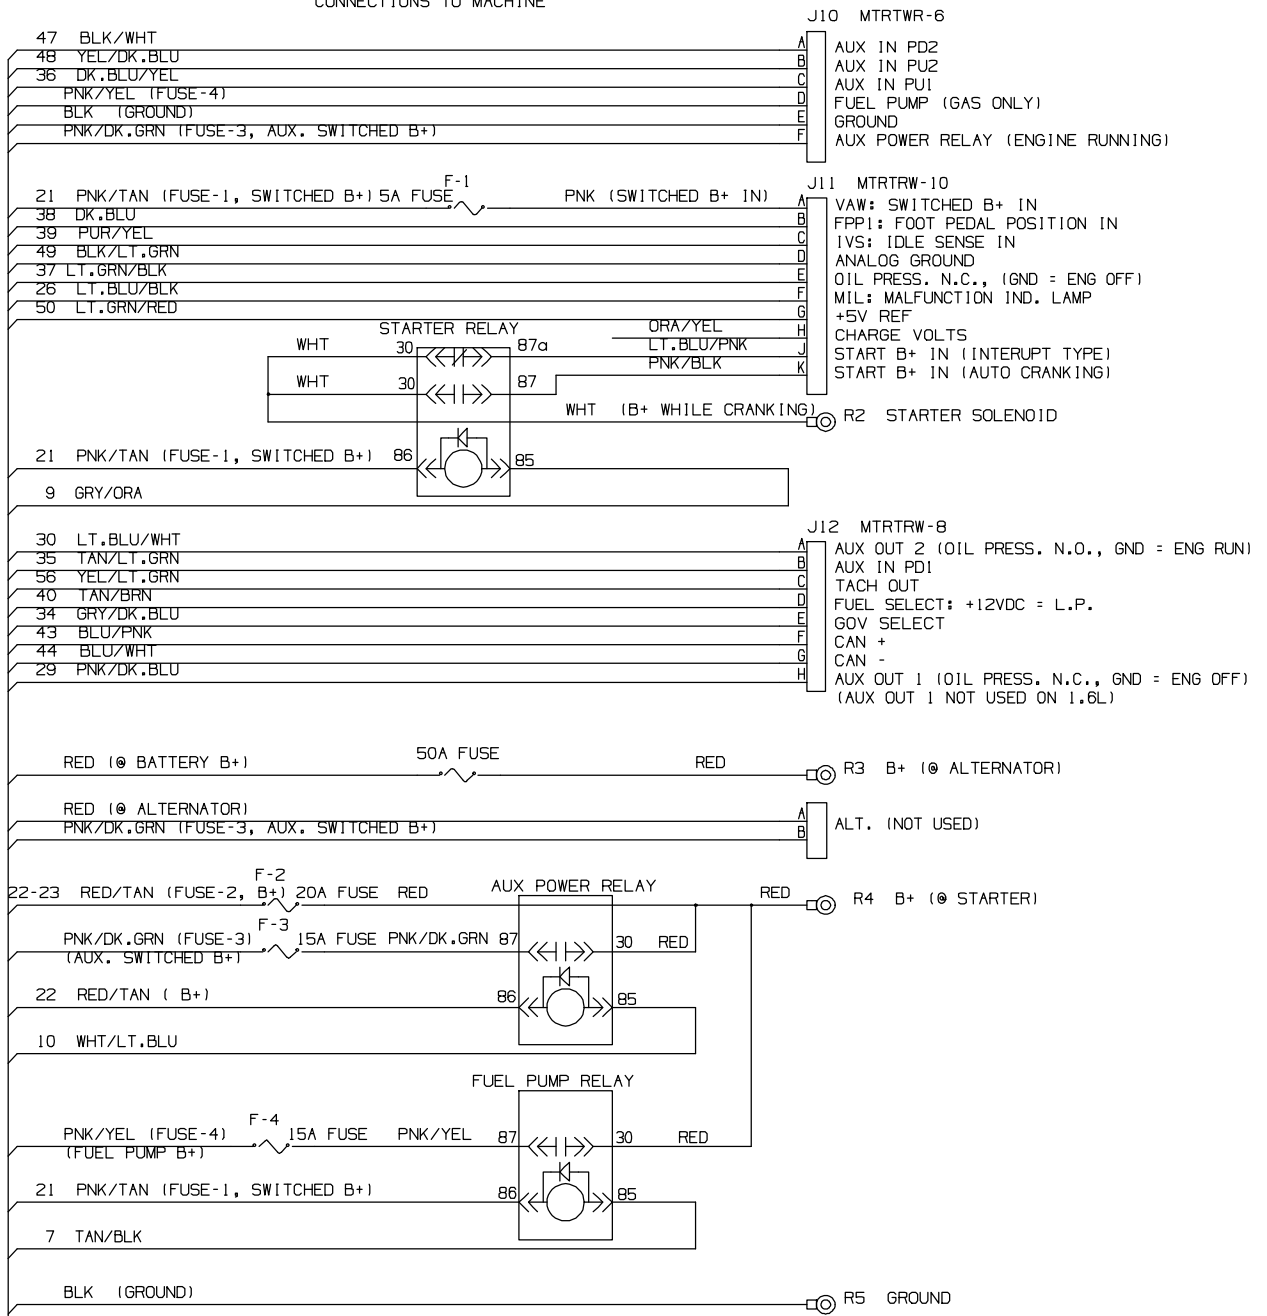 CONNECTIONS TO MACHINE
J10 MTRTWR-6
47 BLK/WHT A AUX IN PD2
48 YEL/DK.BLU B AUX IN PU2
36 DK.BLU/YEL C AUX IN PU1
PNK/YEL (FUSE-4) D FUEL PUMP (GAS ONLY)
BLK (GROUND) E GROUND
PNK/DK.GRN (FUSE-3, AUX. SWITCHED B+) F AUX POWER RELAY (ENGINE RUNNING)
F-1 J11 MTRTRW-10
21 PNK/TAN (FUSE-1, SWITCHED B+) 5A FUSE PNK (SWITCHED B+ IN) A VAW: SWITCHED B+ IN
38 DK.BLU B FPP1: FOOT PEDAL POSITION IN
39 PUR/YEL C IVS: IDLE SENSE IN
49 BLK/LT.GRN D ANALOG GROUND
37 LT.GRN/BLK E OIL PRESS. N.C., (GND = ENG OFF)
26 LT.BLU/BLK F MIL: MALFUNCTION IND. LAMP
50 LT.GRN/RED G +5V REF
STARTER RELAY ORA/YEL H CHARGE VOLTS
WHT 30 87a LT.BLU/PNK J START B+ IN (INTERUPT TYPE)
PNK/BLK K START B+ IN (AUTO CRANKING)
WHT 30 87
WHT (B+ WHILE CRANKING) R2 STARTER SOLENOID
21 PNK/TAN (FUSE-1, SWITCHED B+) 86 85
9 GRY/ORA
J12 MTRTRW-8
30 LT.BLU/WHT A AUX OUT 2 (OIL PRESS. N.O., GND = ENG RUN)
35 TAN/LT.GRN B AUX IN PD1
56 YEL/LT.GRN C TACH OUT
40 TAN/BRN D FUEL SELECT: +12VDC = L.P.
34 GRY/DK.BLU E GOV SELECT
43 BLU/PNK F CAN +
44 BLU/WHT G CAN -
29 PNK/DK.BLU H AUX OUT 1 (OIL PRESS. N.C., GND = ENG OFF)
(AUX OUT 1 NOT USED ON 1.6L)
50A FUSE
RED (@ BATTERY B+) RED R3 B+ (@ ALTERNATOR)
RED (@ ALTERNATOR) A
ALT. (NOT USED)
PNK/DK.GRN (FUSE-3, AUX. SWITCHED B+) B
F-2 AUX POWER RELAY
22-23 RED/TAN (FUSE-2, B+) 20A FUSE RED RED R4 B+ (@ STARTER)
F-3
PNK/DK.GRN (FUSE-3) 15A FUSE PNK/DK.GRN 87 30 RED
(AUX. SWITCHED B+)
22 RED/TAN ( B+) 86 85
10 WHT/LT.BLU
FUEL PUMP RELAY
F-4
PNK/YEL (FUSE-4) 15A FUSE PNK/YEL 87 30 RED
(FUEL PUMP B+)
21 PNK/TAN (FUSE-1, SWITCHED B+) 86 85
7 TAN/BLK
BLK (GROUND) R5 GROUND